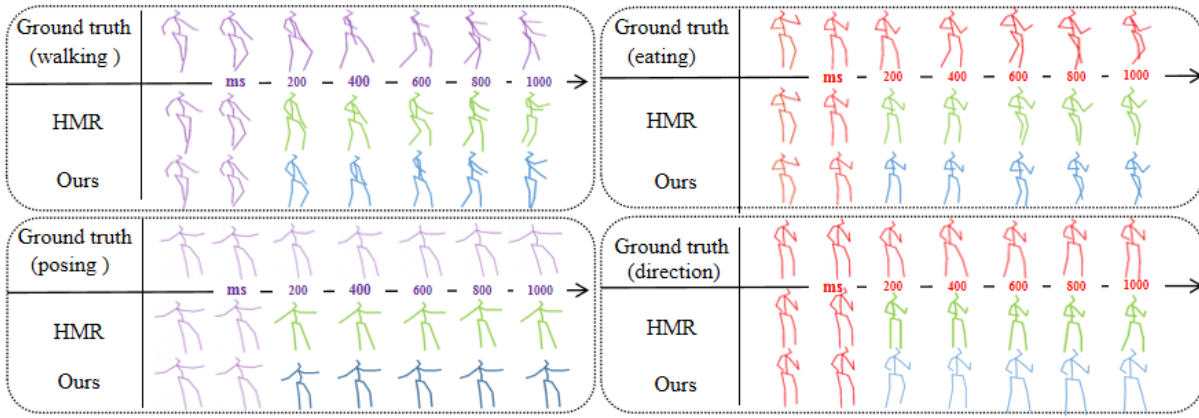 Ground truth
(walking )
ms – 200 – 400 – 600 – 800 – 1000
HMR
Ours
Ground truth
(eating)
ms – 200 – 400 – 600 – 800 – 1000
HMR
Ours
Ground truth
(posing )
ms – 200 – 400 – 600 – 800 – 1000
HMR
Ours
Ground truth
(direction)
ms – 200 – 400 – 600 – 800 – 1000
HMR
Ours